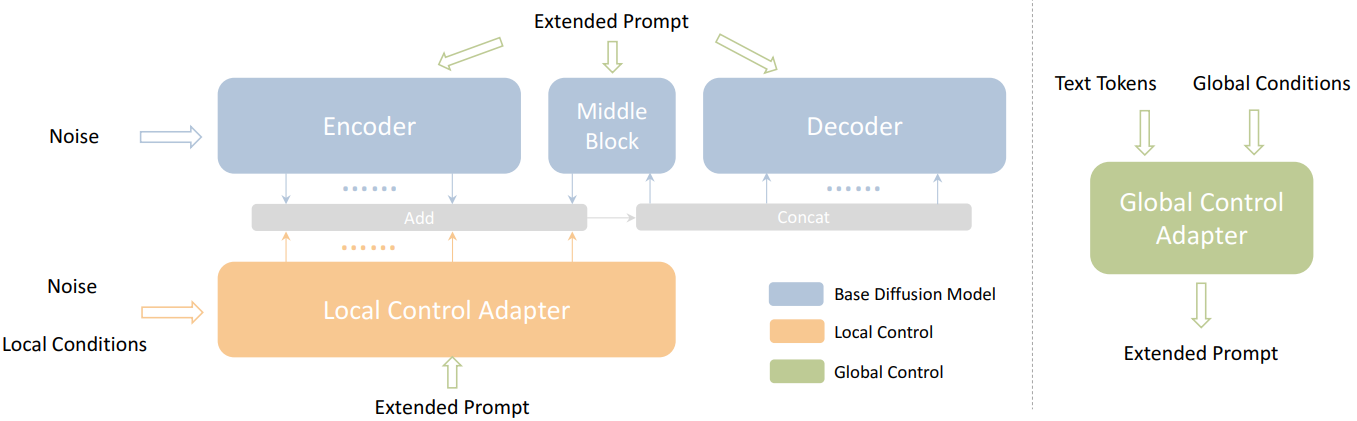 Extended Prompt
Noise
Encoder
Middle
Block
Decoder
Add
Concat
Noise
Local Conditions
Local Control Adapter
Extended Prompt
Base Diffusion Model
Local Control
Global Control
Text Tokens
Global Conditions
Global Control
Adapter
Extended Prompt